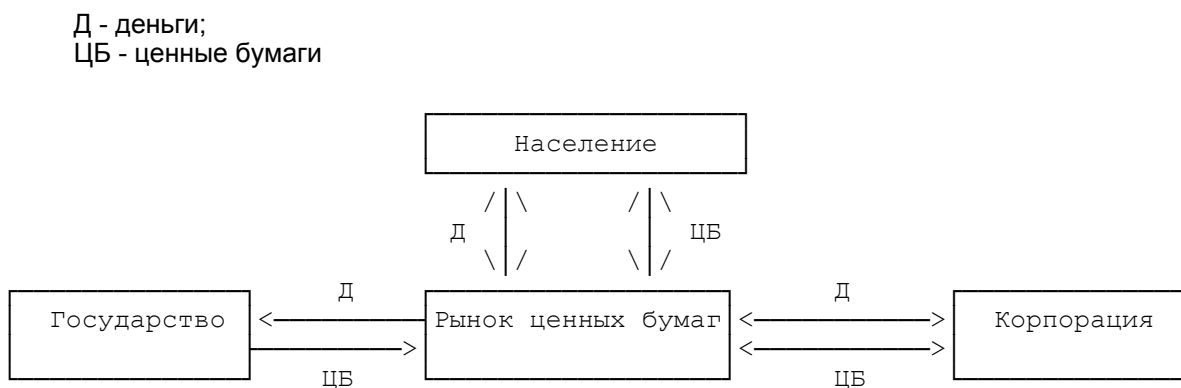 Д - деньги;
ЦБ - ценные бумаги
Население
Д ЦБ
Д Д
Государство Рынок ценных бумаг Корпорация
ЦБ ЦБ